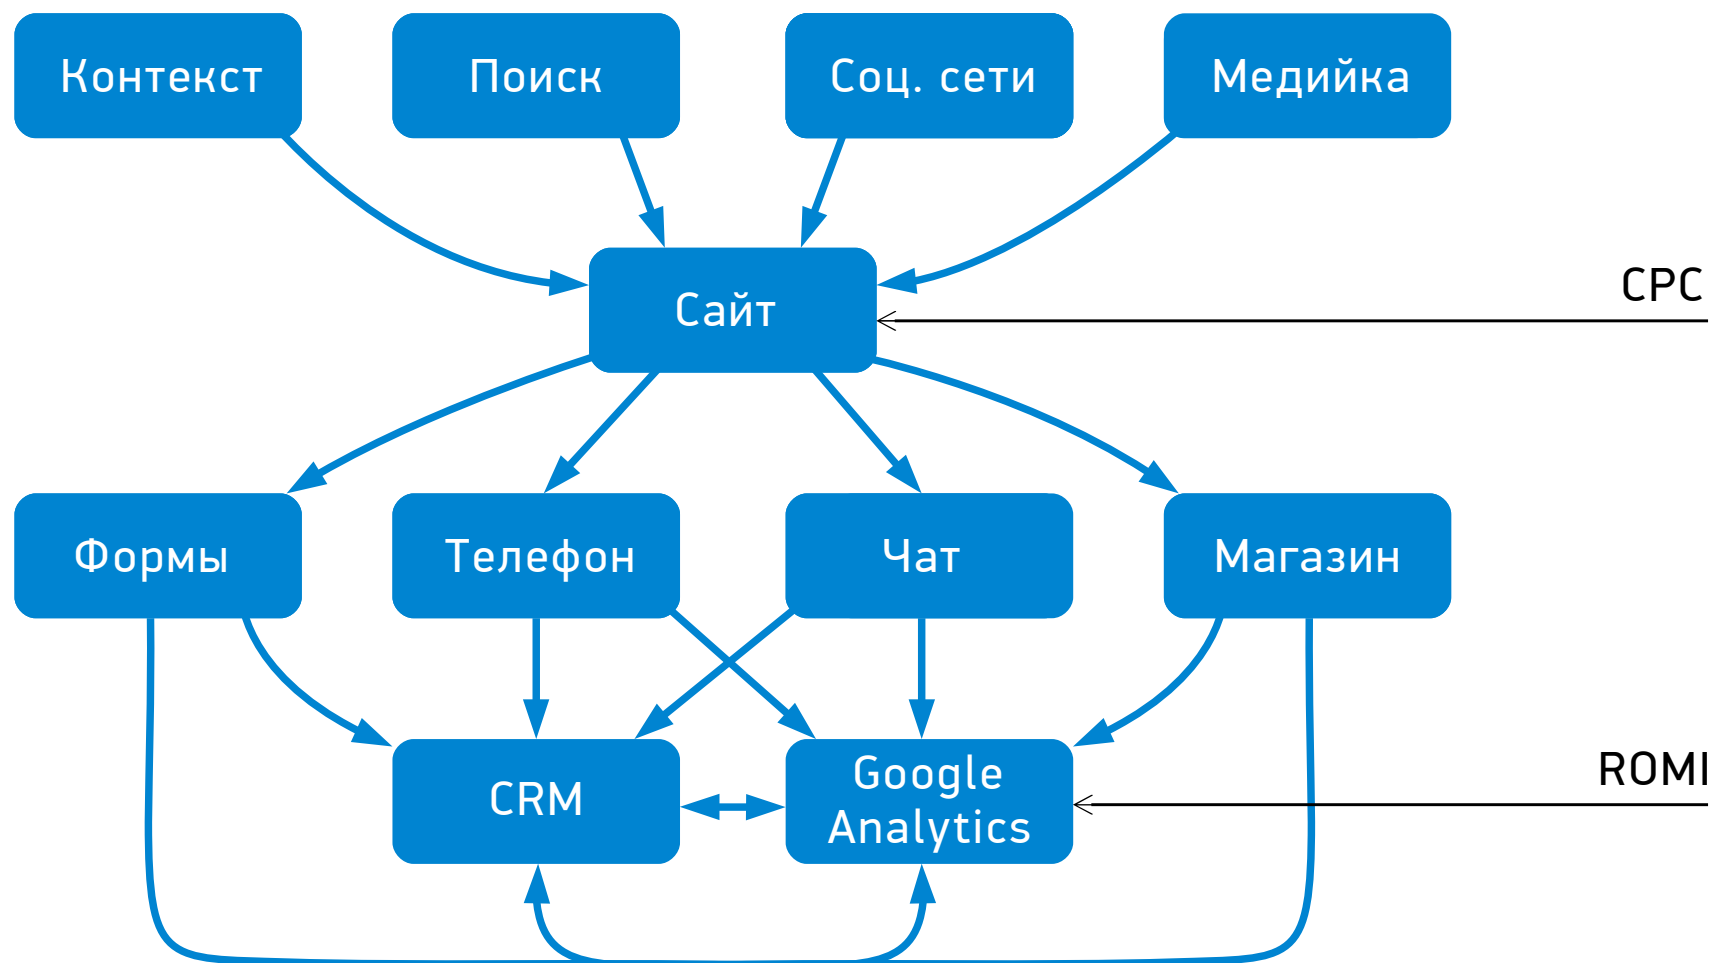 Контекст
Поиск
Соц. сети
Медийка
Сайт
CPC
Формы
Телефон
Чат
Магазин
CRM
Google
Analytics
ROMI